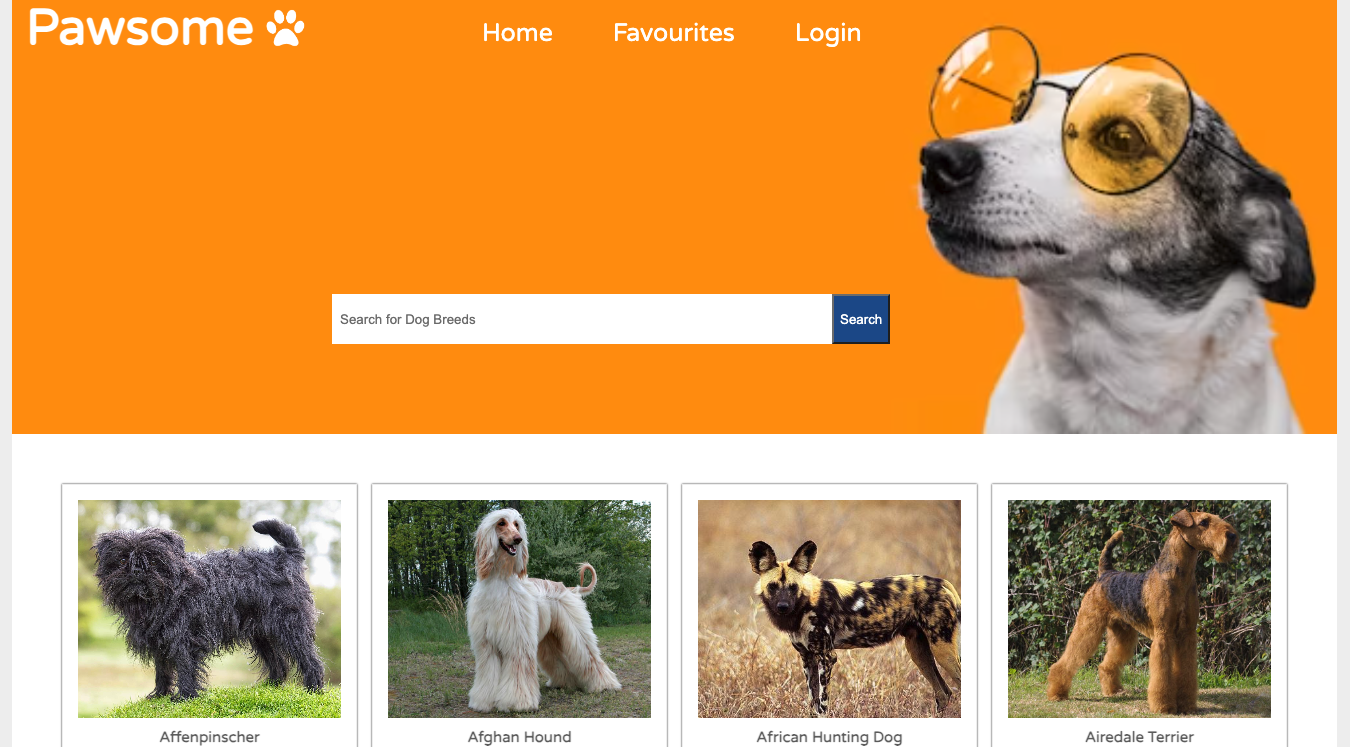 Pawsome
Home Favourites Login
Search for Dog Breeds Search
Affenpinscher Afghan Hound African Hunting Dog Airedale Terrier